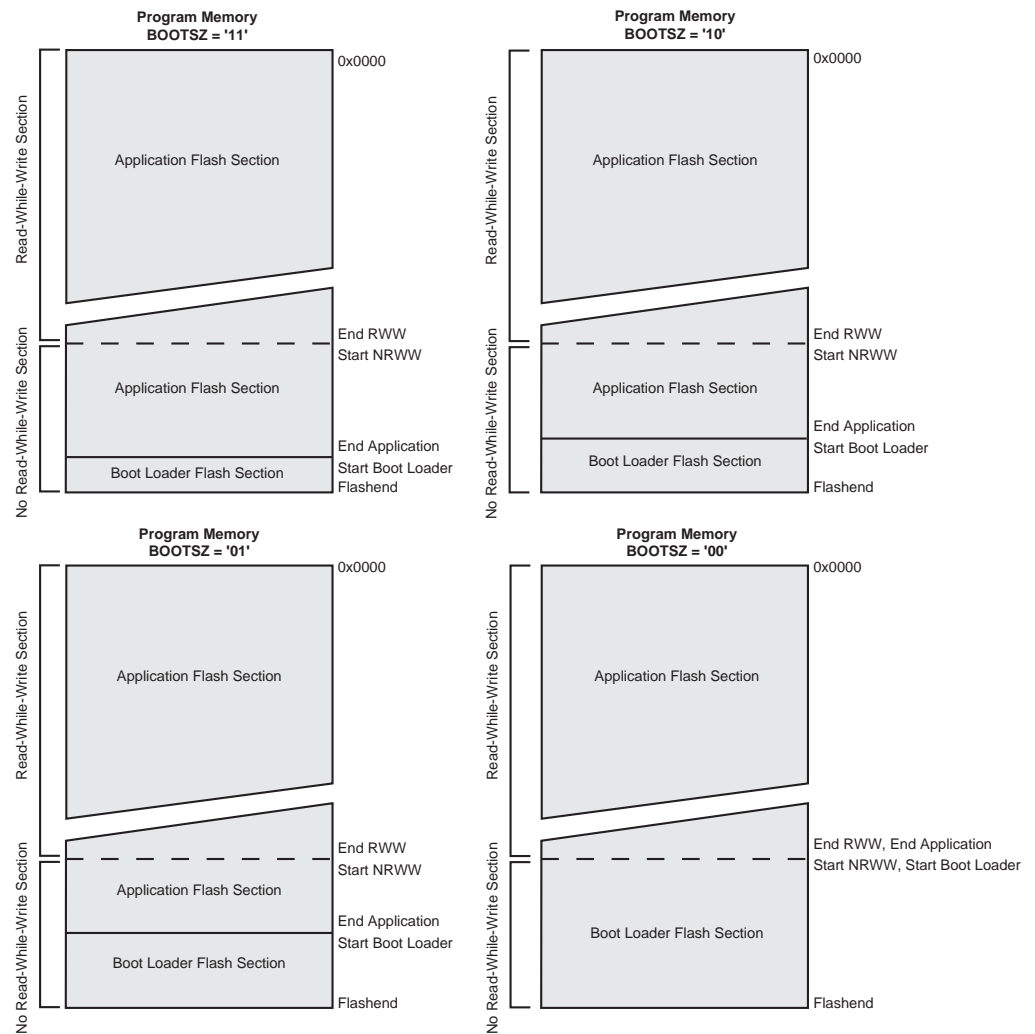 Program Memory
BOOTSZ = '11'
0x0000
Read-While-Write Section
Application Flash Section
End RWW
Start NRWW
No Read-While-Write Section
Application Flash Section
End Application
Start Boot Loader
Boot Loader Flash Section
Flashend
Program Memory
BOOTSZ = '10'
0x0000
Read-While-Write Section
Application Flash Section
End RWW
Start NRWW
No Read-While-Write Section
Application Flash Section
End Application
Start Boot Loader
Boot Loader Flash Section
Flashend
Program Memory
BOOTSZ = '01'
0x0000
Read-While-Write Section
Application Flash Section
End RWW
Start NRWW
No Read-While-Write Section
Application Flash Section
End Application
Start Boot Loader
Boot Loader Flash Section
Flashend
Program Memory
BOOTSZ = '00'
0x0000
Read-While-Write Section
Application Flash Section
End RWW, End Application
Start NRWW, Start Boot Loader
No Read-While-Write Section
Boot Loader Flash Section
Flashend